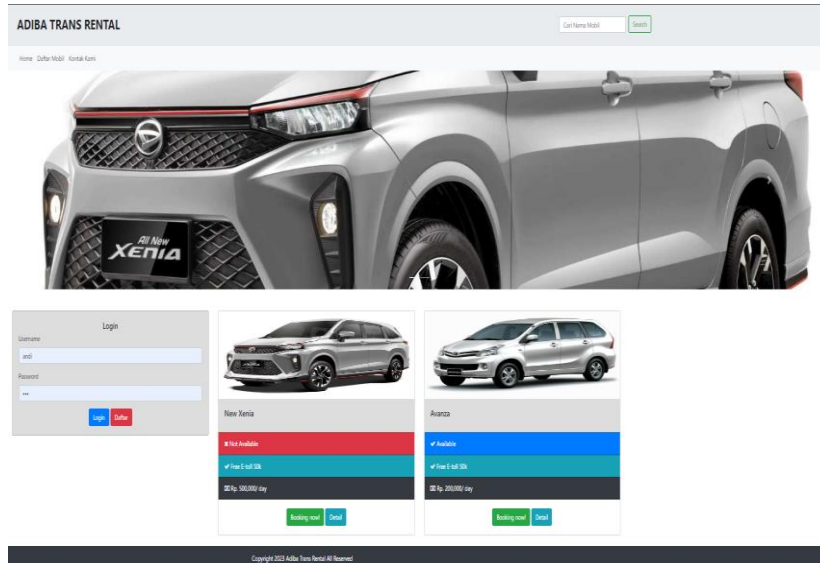 ADIBA TRANS RENTAL
Cari Nama Mobil
Search
Home Daftar Mobil Kontak Kami
All New
XENIA
Login
Username
andi
Password
•••
Login Daftar
New Xenia
Not Available
Free E-toll 50k
Rp. 500,000/ day
Booking now! Detail
Avanza
Available
Free E-toll 50k
Rp. 200,000/ day
Booking now! Detail
Copyright 2023 Adiba Trans Rental All Reserved